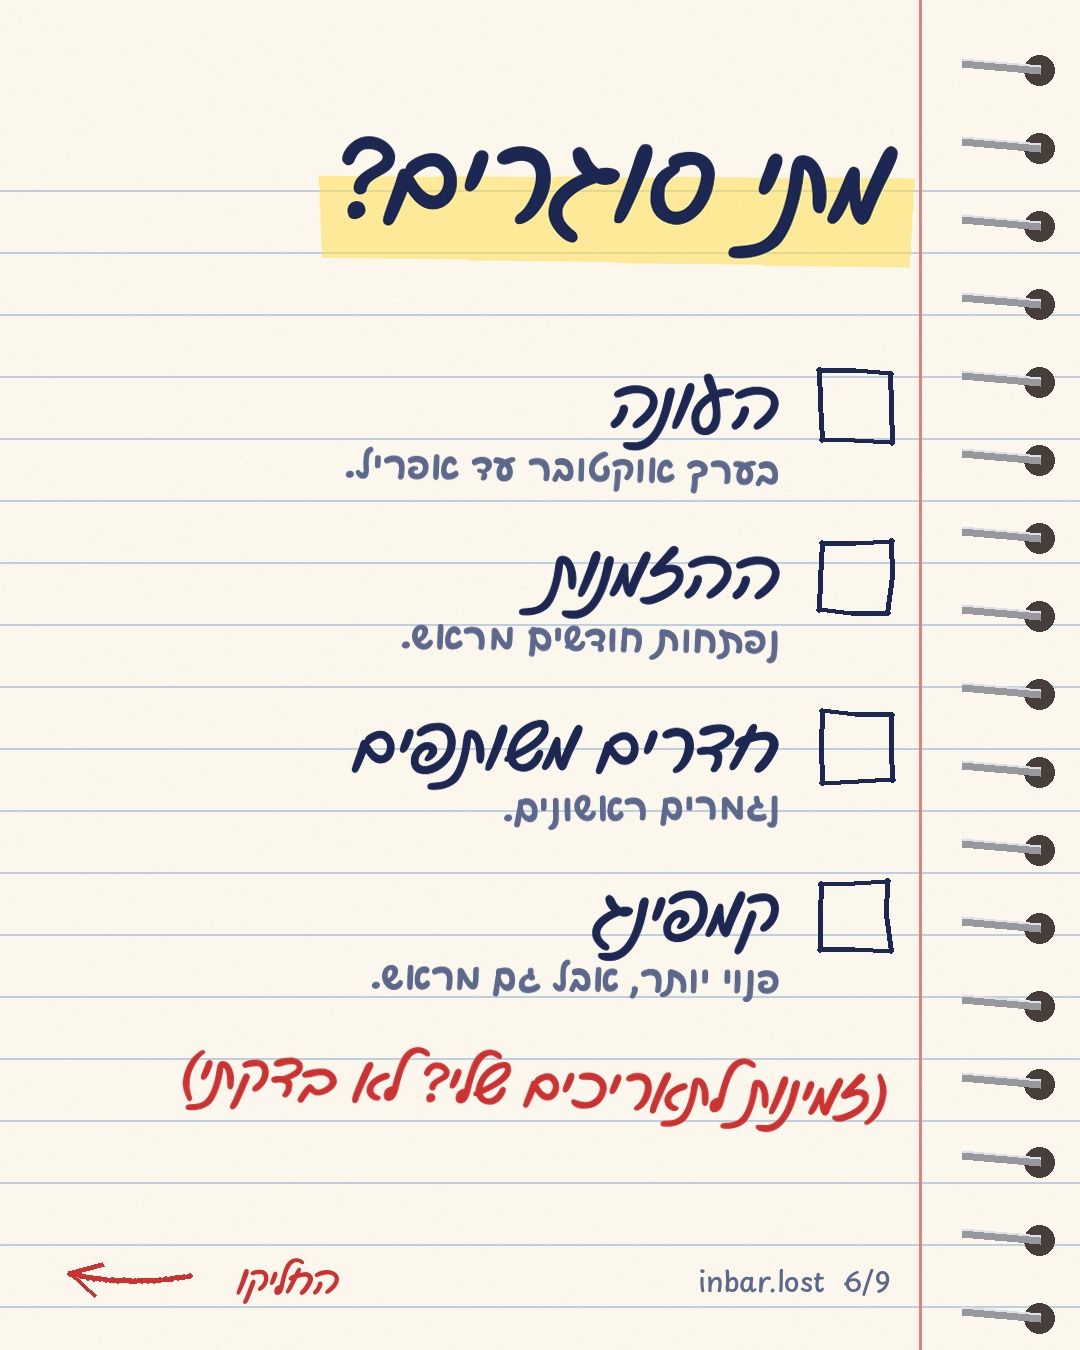 מתי סוגרים?
העונה
בערך אוקטובר עד אפריל.
ההזמנות
נפתחות חודשים מראש.
חדרים משותפים
נגמרים ראשונים.
קמפינג
פנוי יותר, אבל גם מראש.
(זמינות לתאריכים שלי? לא בדקתי)
inbar.lost 6/9
החליקו